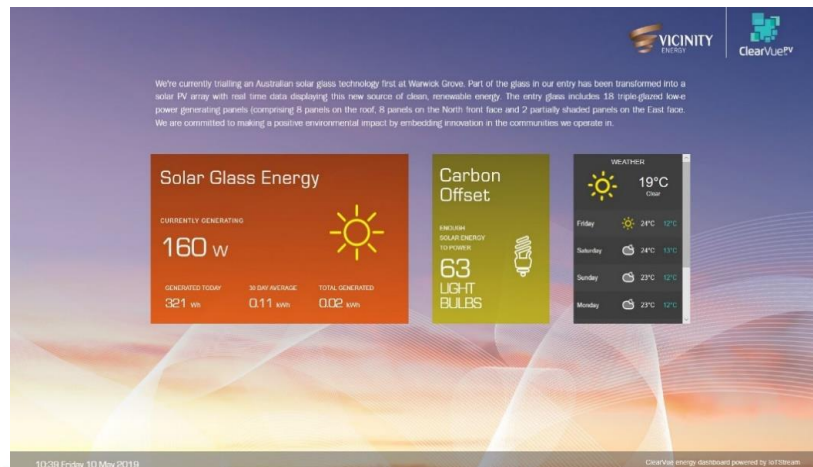 VICINITY
ENERGY
ClearVuePV
We're currently trialling an Australian solar glass technology first at Warwick Grove. Part of the glass in our entry has been transformed into a
solar PV array with real time data displaying this new source of clean, renewable energy. The entry glass includes 18 triple-glazed low-e
power generating panels (comprising 8 panels on the roof, 8 panels on the North front face and 2 partially shaded panels on the East face.
We are committed to making a positive environmental impact by embedding innovation in the communities we operate in.
Solar Glass Energy
CURRENTLY GENERATING
160 W
GENERATED TODAY
321 Wh
30 DAY AVERAGE
0.11 kWh
TOTAL GENERATED
0.02 kWh
Carbon
Offset
ENOUGH
SOLAR ENERGY
TO POWER
63
LIGHT
BULBS
WEATHER
19°C
Clear
Friday 24°C 12°C
Saturday 24°C 13°C
Sunday 23°C 12°C
Monday 23°C 12°C
10:39 Friday 10 May 2019
ClearVue energy dashboard powered by IoTStream